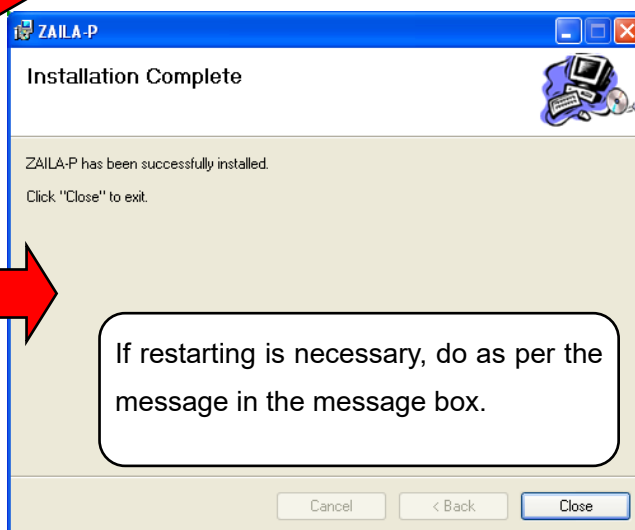 ZAILA-P
Installation Complete
ZAILA-P has been successfully installed.
Click "Close" to exit.
If restarting is necessary, do as per the
message in the message box.
Cancel
< Back
Close